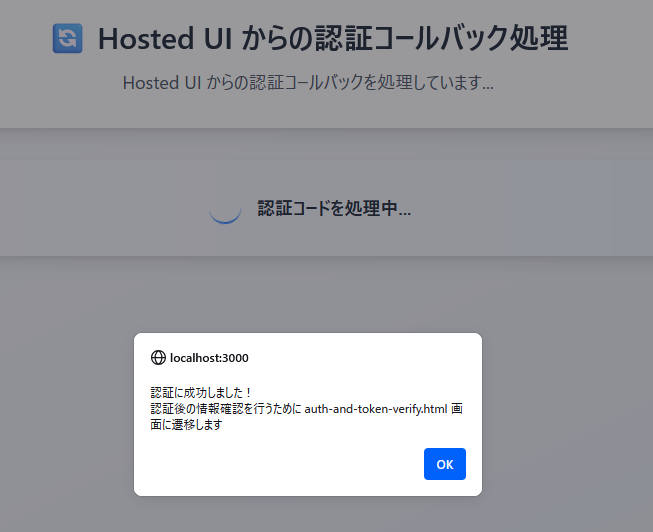 Hosted UI からの認証コールバック処理
Hosted UI からの認証コールバックを処理しています...
認証コードを処理中...
localhost:3000
認証に成功しました！
認証後の情報確認を行うために auth-and-token-verify.html 画
面に遷移します
OK